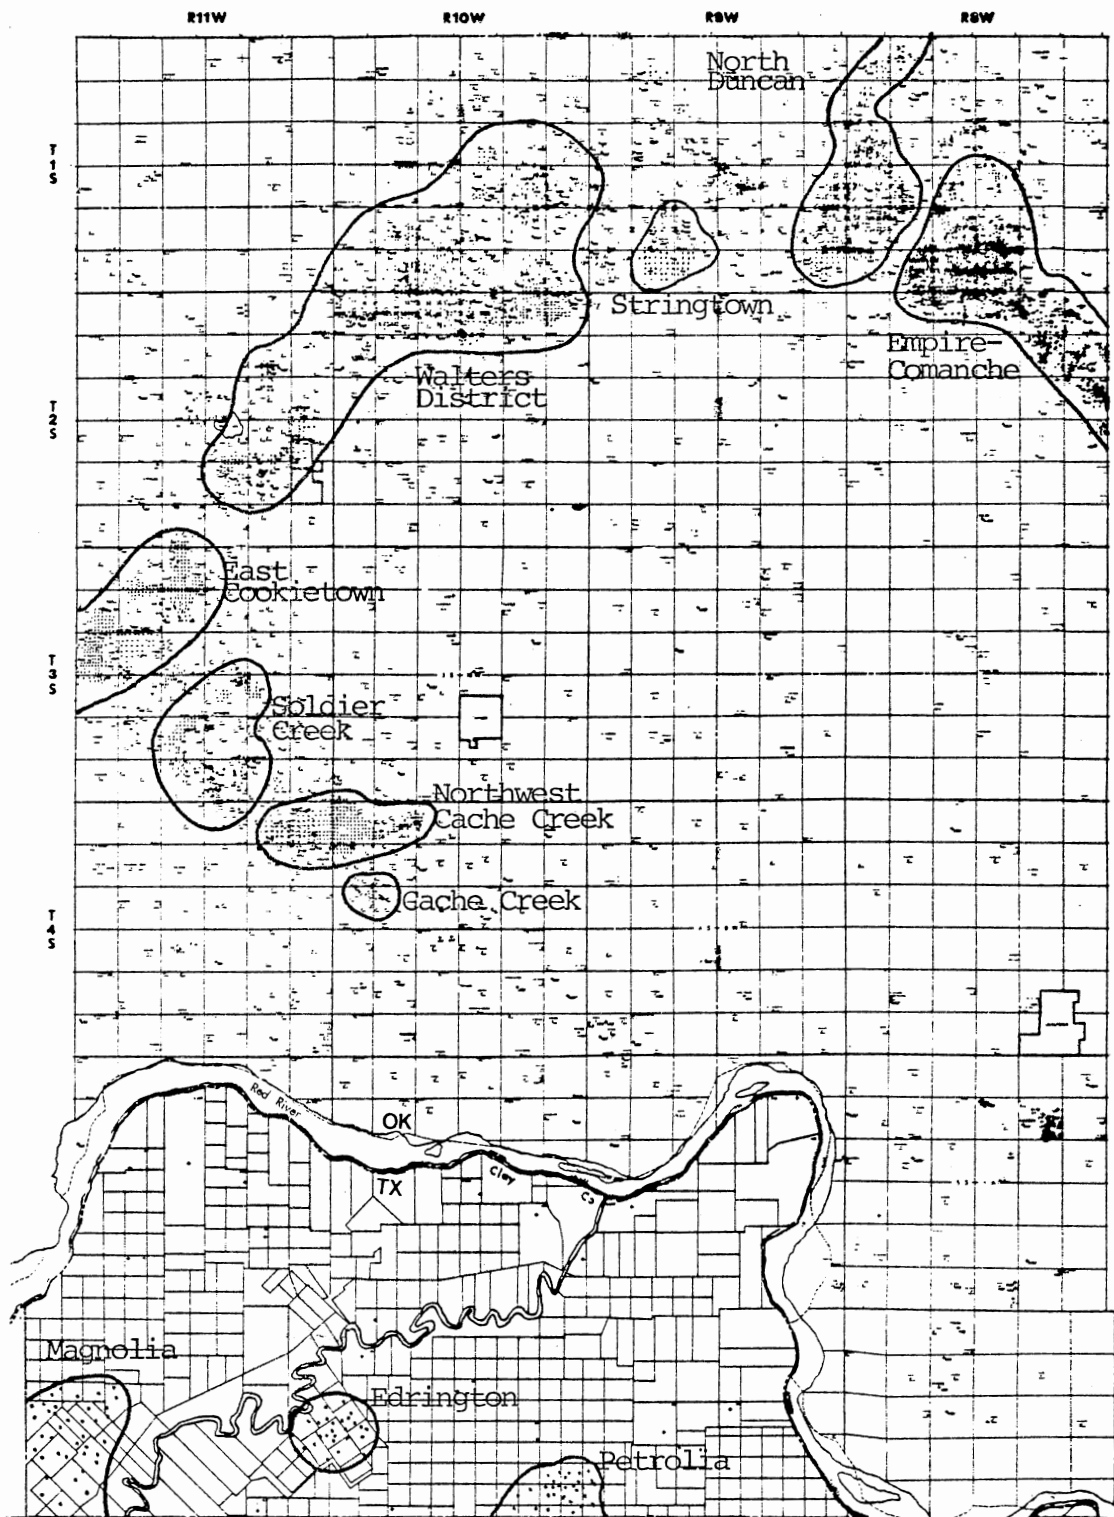 R11W R10W R9W R8W
North
Duncan
T
1
S
Stringtown
Empire-
Comanche
Walters
District
T
2
S
East
Cookietown
T
3
S
Soldier
Creek
Northwest
Cache Creek
Cache Creek
T
4
S
Red River
OK
TX
Clay Co
Magnolia
Edrington
Petrolia